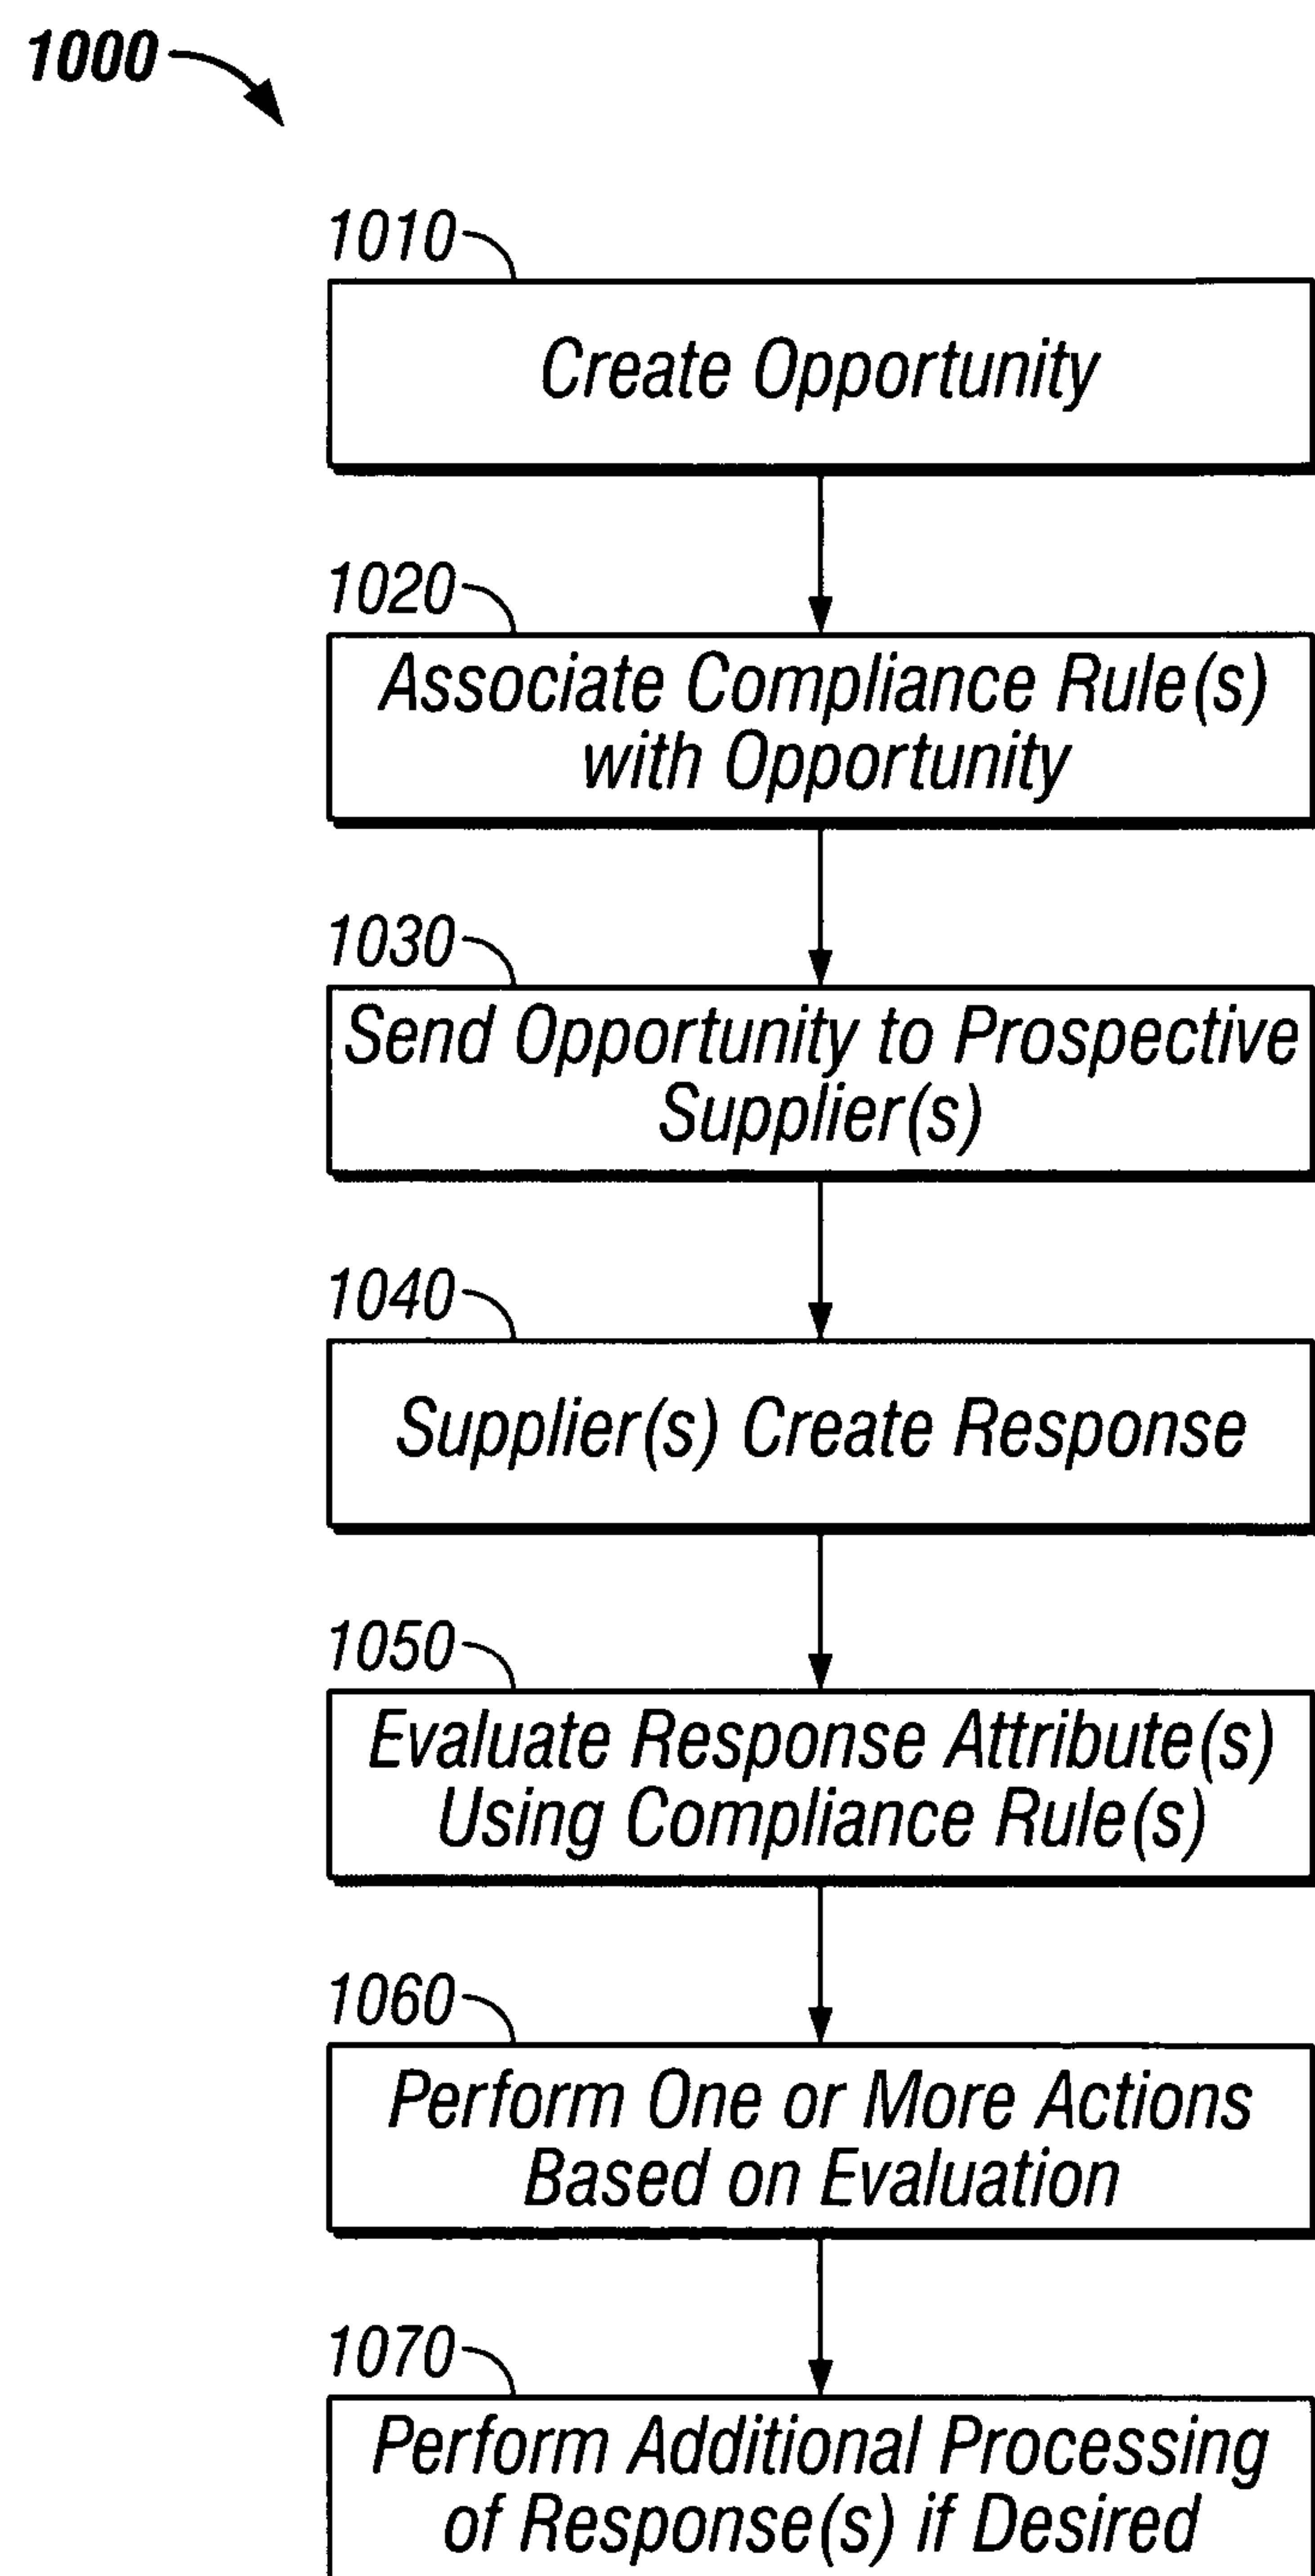 1000
1010
Create Opportunity
1020
Associate Compliance Rule(s)
with Opportunity
1030
Send Opportunity to Prospective
Supplier(s)
1040
Supplier(s) Create Response
1050
Evaluate Response Attribute(s)
Using Compliance Rule(s)
1060
Perform One or More Actions
Based on Evaluation
1070
Perform Additional Processing
of Response(s) if Desired